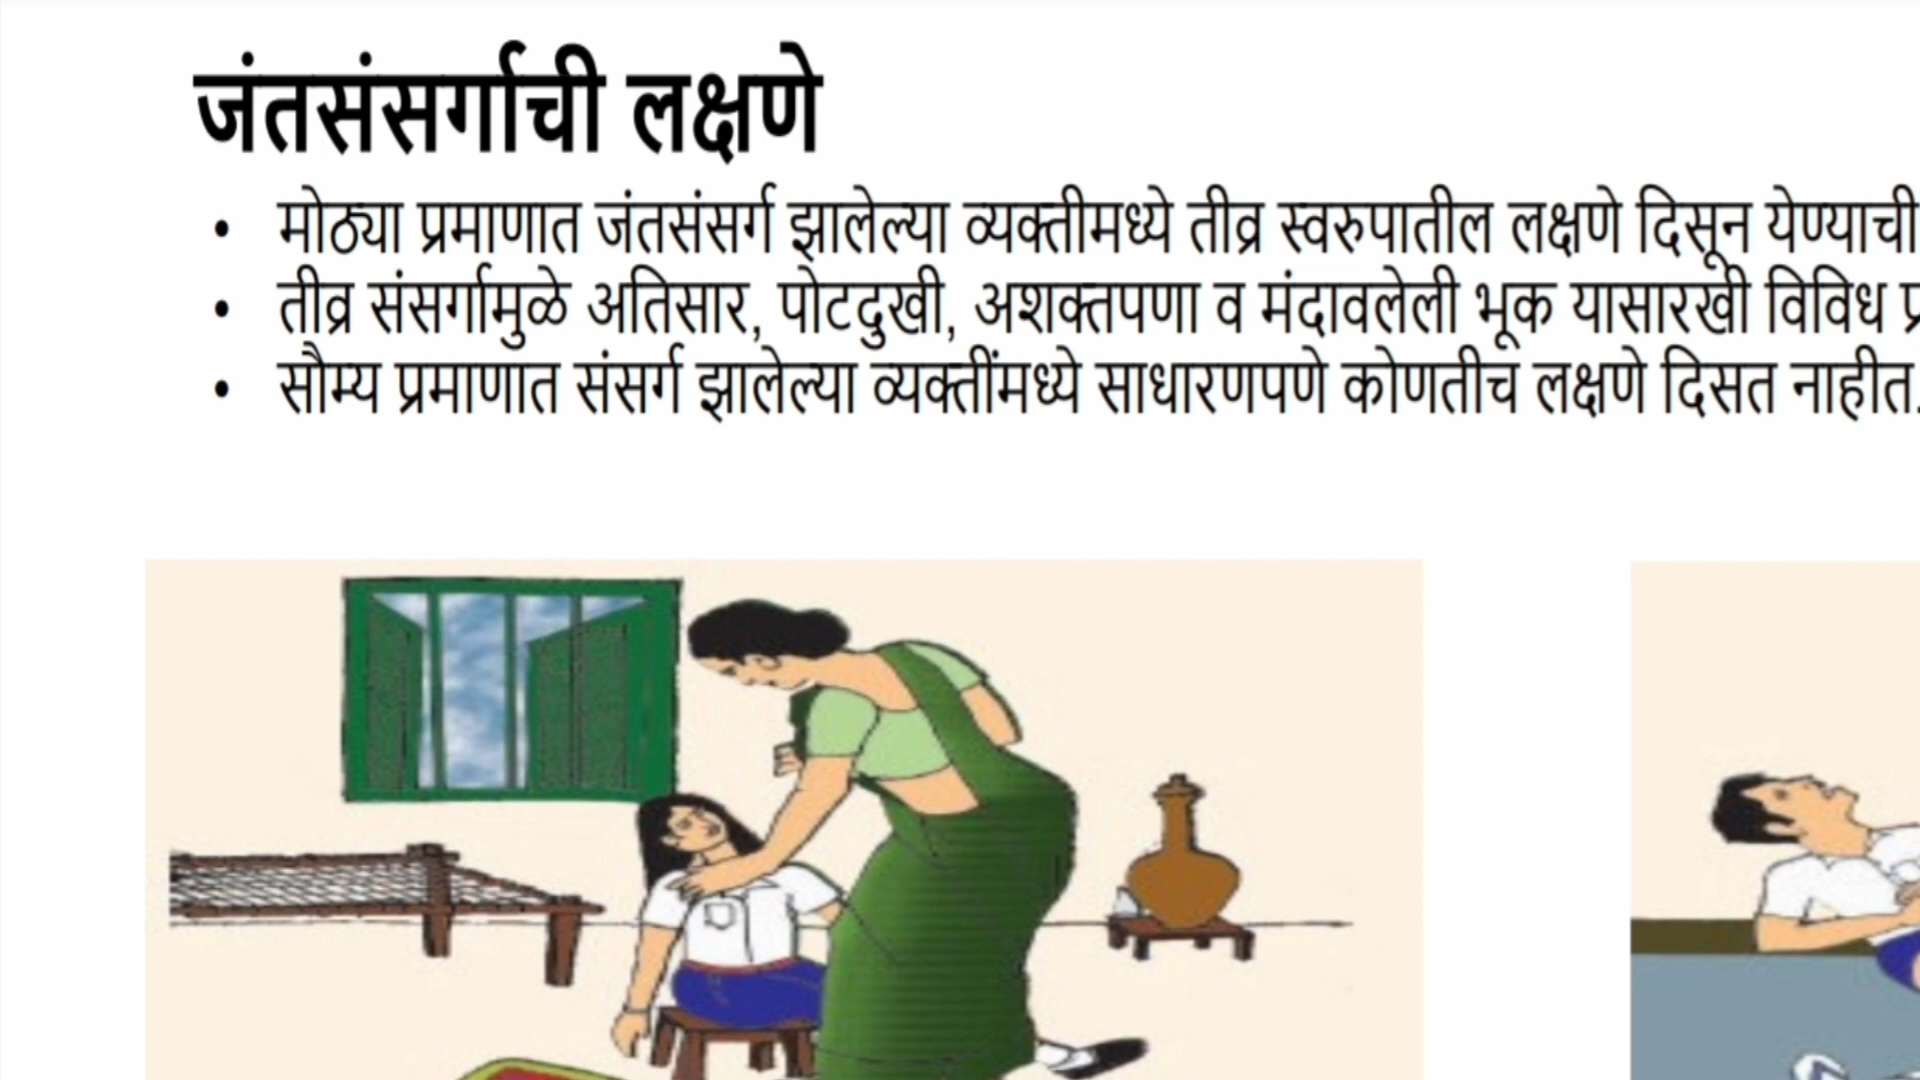 जंतसंसर्गाची लक्षणे
• मोठ्या प्रमाणात जंतसंसर्ग झालेल्या व्यक्तीमध्ये तीव्र स्वरुपातील लक्षणे दिसून येण्याची
• तीव्र संसर्गामुळे अतिसार, पोटदुखी, अशक्तपणा व मंदावलेली भूक यासारखी विविध
• सौम्य प्रमाणात संसर्ग झालेल्या व्यक्तींमध्ये साधारणपणे कोणतीच लक्षणे दिसत नाहीत.